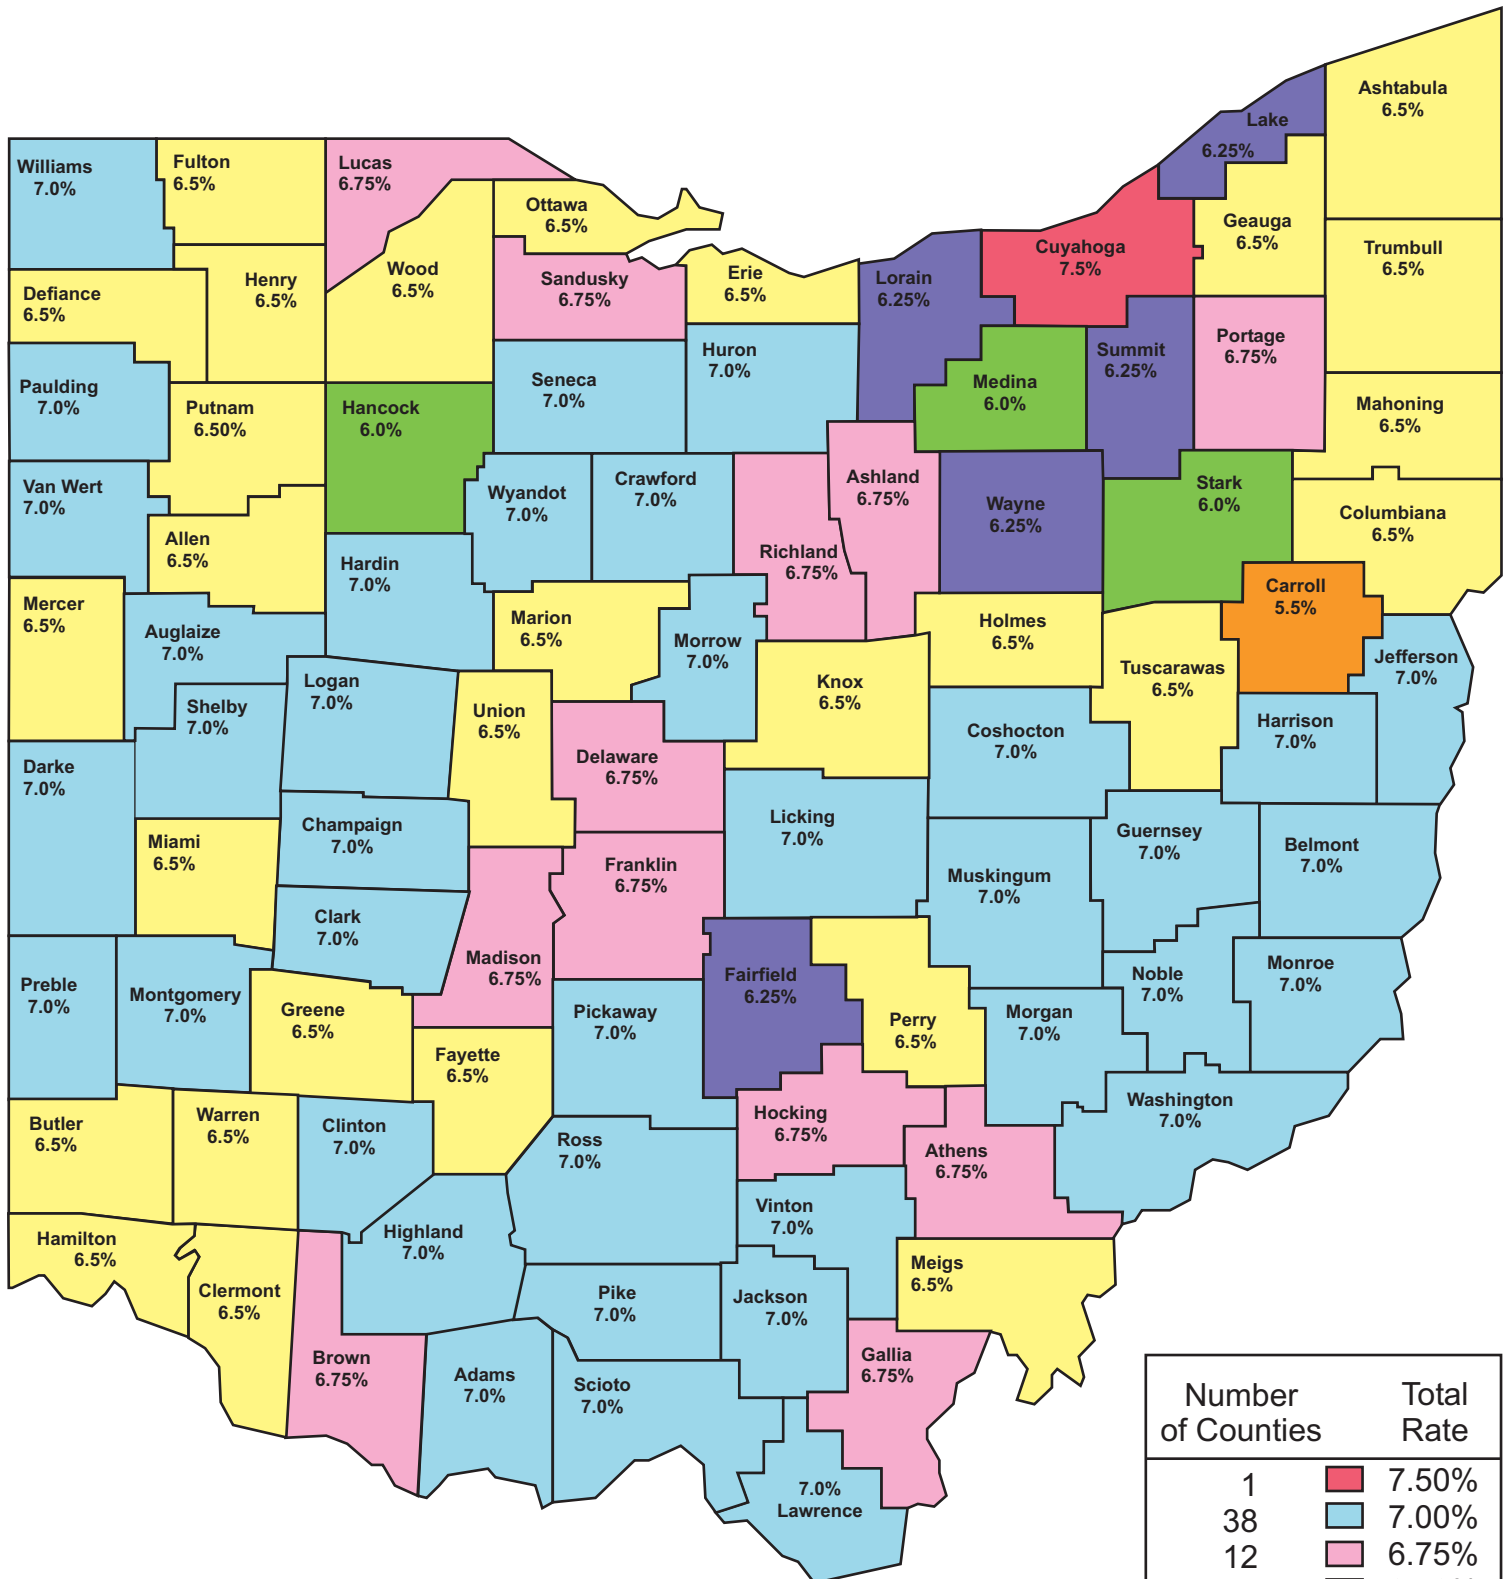 Ashtabula
6.5%
Lake
6.25%
Williams
7.0%
Fulton
6.5%
Lucas
6.75%
Ottawa
6.5%
Geauga
6.5%
Cuyahoga
7.5%
Trumbull
6.5%
Defiance
6.5%
Henry
6.5%
Wood
6.5%
Sandusky
6.75%
Erie
6.5%
Lorain
6.25%
Paulding
7.0%
Putnam
6.50%
Hancock
6.0%
Seneca
7.0%
Huron
7.0%
Medina
6.0%
Summit
6.25%
Portage
6.75%
Mahoning
6.5%
Van Wert
7.0%
Allen
6.5%
Wyandot
7.0%
Crawford
7.0%
Richland
6.75%
Ashland
6.75%
Wayne
6.25%
Stark
6.0%
Columbiana
6.5%
Mercer
6.5%
Auglaize
7.0%
Hardin
7.0%
Marion
6.5%
Morrow
7.0%
Holmes
6.5%
Carroll
5.5%
Tuscarawas
6.5%
Jefferson
7.0%
Shelby
7.0%
Logan
7.0%
Union
6.5%
Knox
6.5%
Coshocton
7.0%
Harrison
7.0%
Darke
7.0%
Delaware
6.75%
Miami
6.5%
Champaign
7.0%
Licking
7.0%
Guernsey
7.0%
Belmont
7.0%
Franklin
6.75%
Muskingum
7.0%
Clark
7.0%
Madison
6.75%
Preble
7.0%
Montgomery
7.0%
Greene
6.5%
Pickaway
7.0%
Fairfield
6.25%
Perry
6.5%
Morgan
7.0%
Noble
7.0%
Monroe
7.0%
Fayette
6.5%
Butler
6.5%
Warren
6.5%
Clinton
7.0%
Ross
7.0%
Hocking
6.75%
Athens
6.75%
Washington
7.0%
Vinton
7.0%
Hamilton
6.5%
Clermont
6.5%
Highland
7.0%
Pike
7.0%
Jackson
7.0%
Meigs
6.5%
Brown
6.75%
Adams
7.0%
Scioto
7.0%
Gallia
6.75%
7.0%
Lawrence
Number Total
of Counties Rate
1 7.50%
38 7.00%
12 6.75%